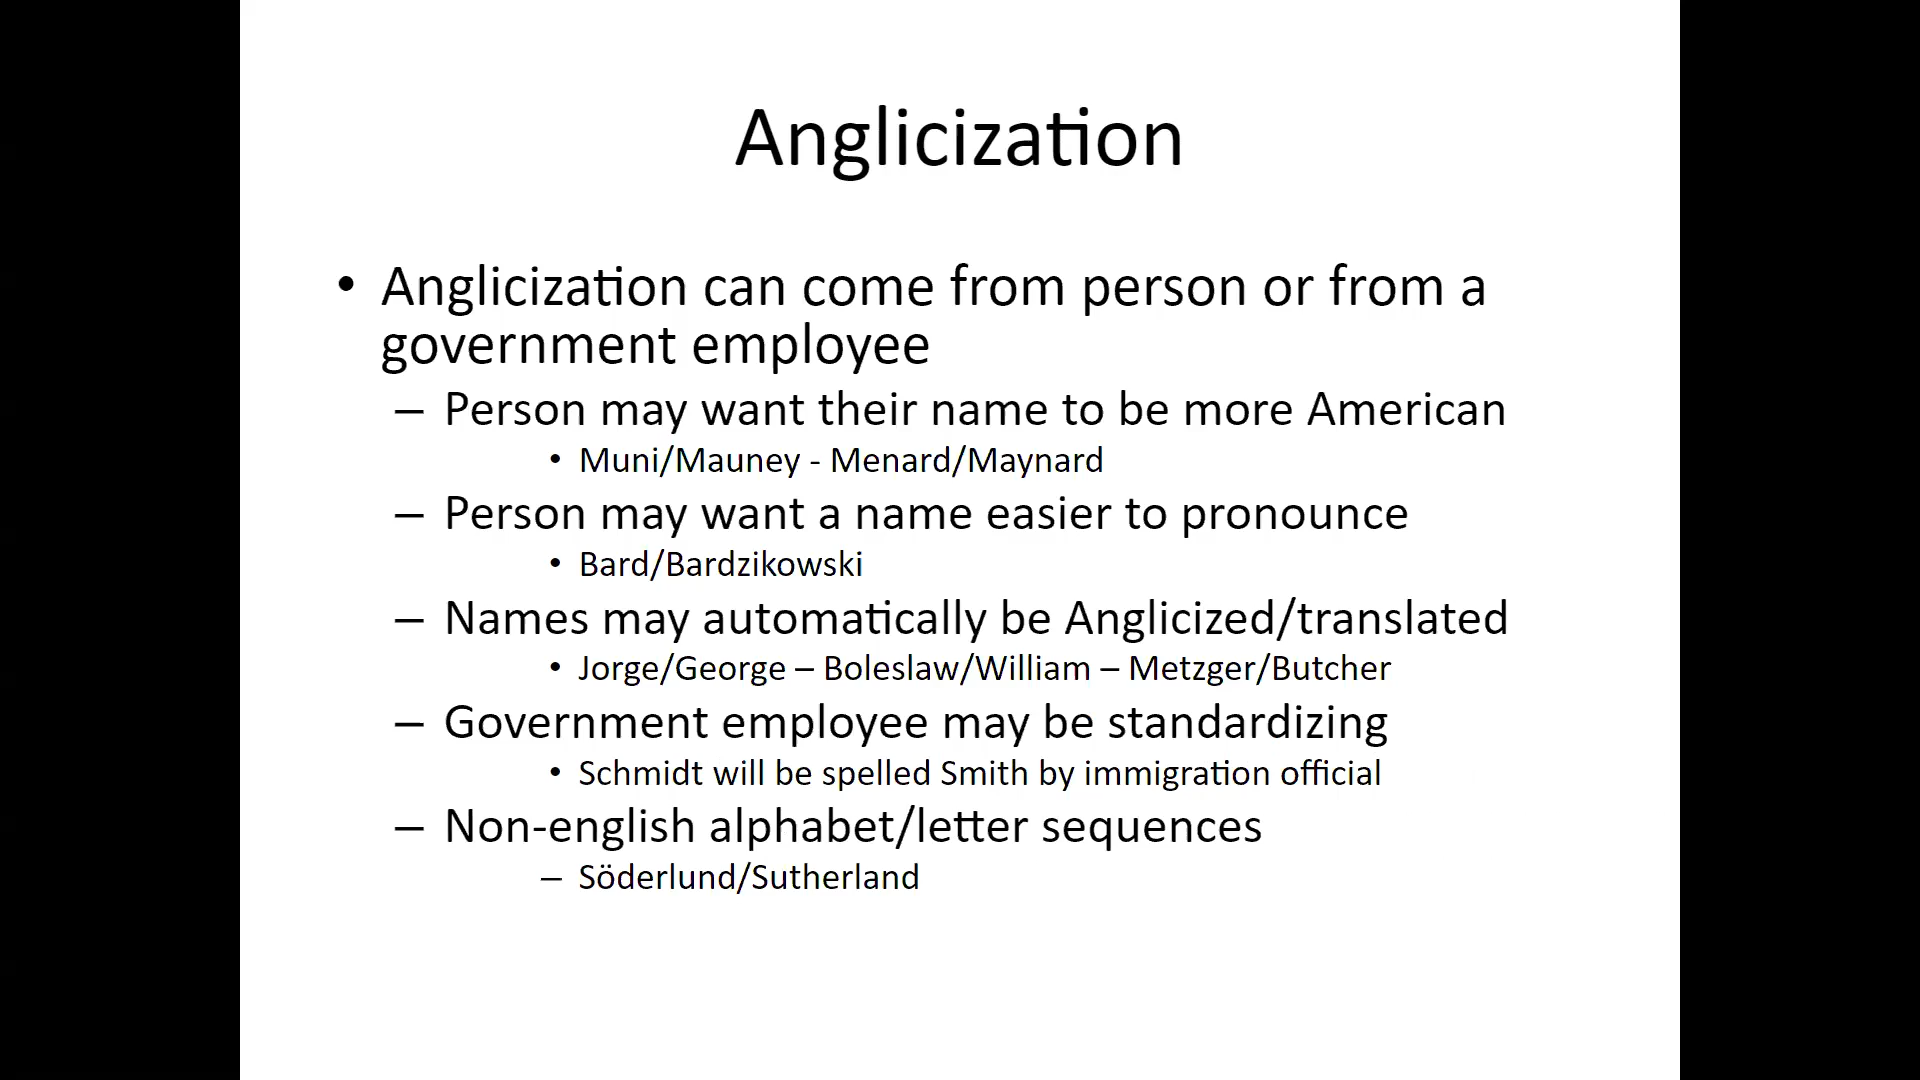 Anglicization
• Anglicization can come from person or from a
government employee
– Person may want their name to be more American
• Muni/Mauney - Menard/Maynard
– Person may want a name easier to pronounce
• Bard/Bardzikowski
– Names may automatically be Anglicized/translated
• Jorge/George – Boleslaw/William – Metzger/Butcher
– Government employee may be standardizing
• Schmidt will be spelled Smith by immigration official
– Non-english alphabet/letter sequences
– Söderlund/Sutherland